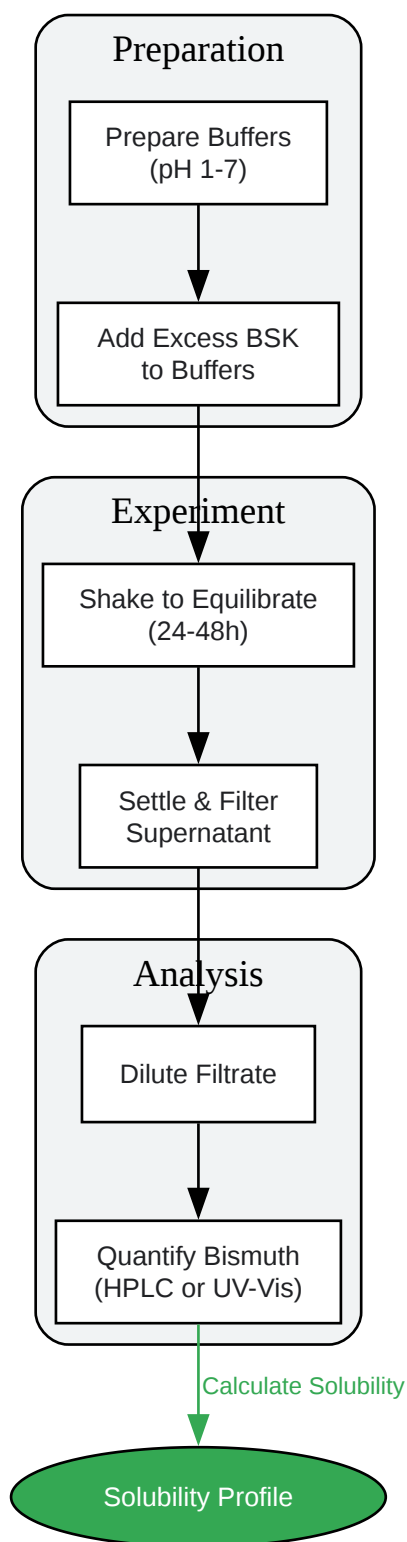 Preparation
Prepare Buffers
(pH 1-7)
Add Excess BSK
to Buffers
Experiment
Shake to Equilibrate
(24-48h)
Settle & Filter
Supernatant
Analysis
Dilute Filtrate
Quantify Bismuth
(HPLC or UV-Vis)
Calculate Solubility
Solubility Profile